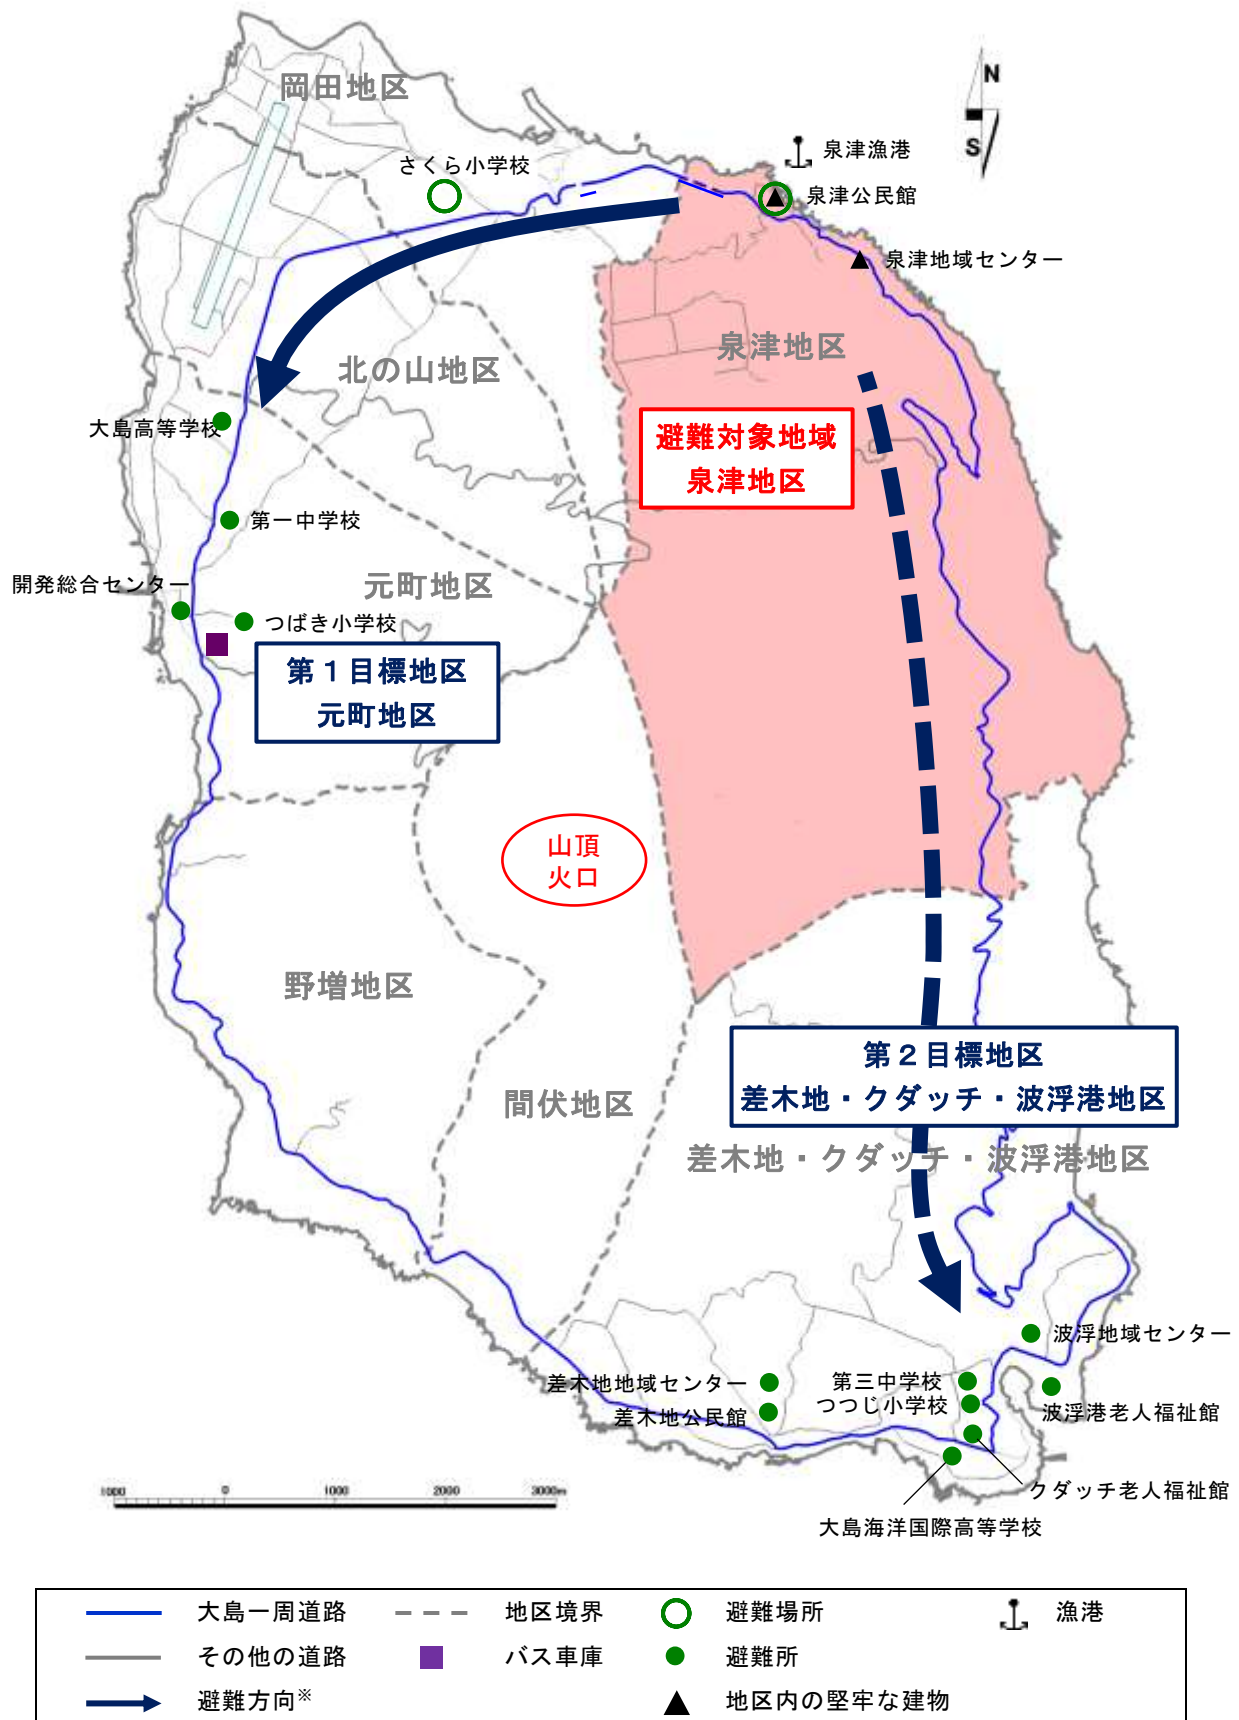 岡田地区
N
S
泉津漁港
さくら小学校
泉津公民館
泉津地域センター
泉津地区
北の山地区
避難対象地域
泉津地区
大島高等学校
第一中学校
元町地区
開発総合センター
つばき小学校
第1目標地区
元町地区
山頂
火口
野増地区
第2目標地区
差木地・クダッチ・波浮港地区
間伏地区
差木地・クダッチ・波浮港地区
波浮地域センター
差木地地域センター
第三中学校
つつじ小学校
差木地公民館
波浮港老人福祉館
クダッチ老人福祉館
大島海洋国際高等学校
1000 0 1000 2000 3000m
大島一周道路 地区境界 避難場所 漁港
その他の道路 バス車庫 避難所
避難方向※ 地区内の堅牢な建物